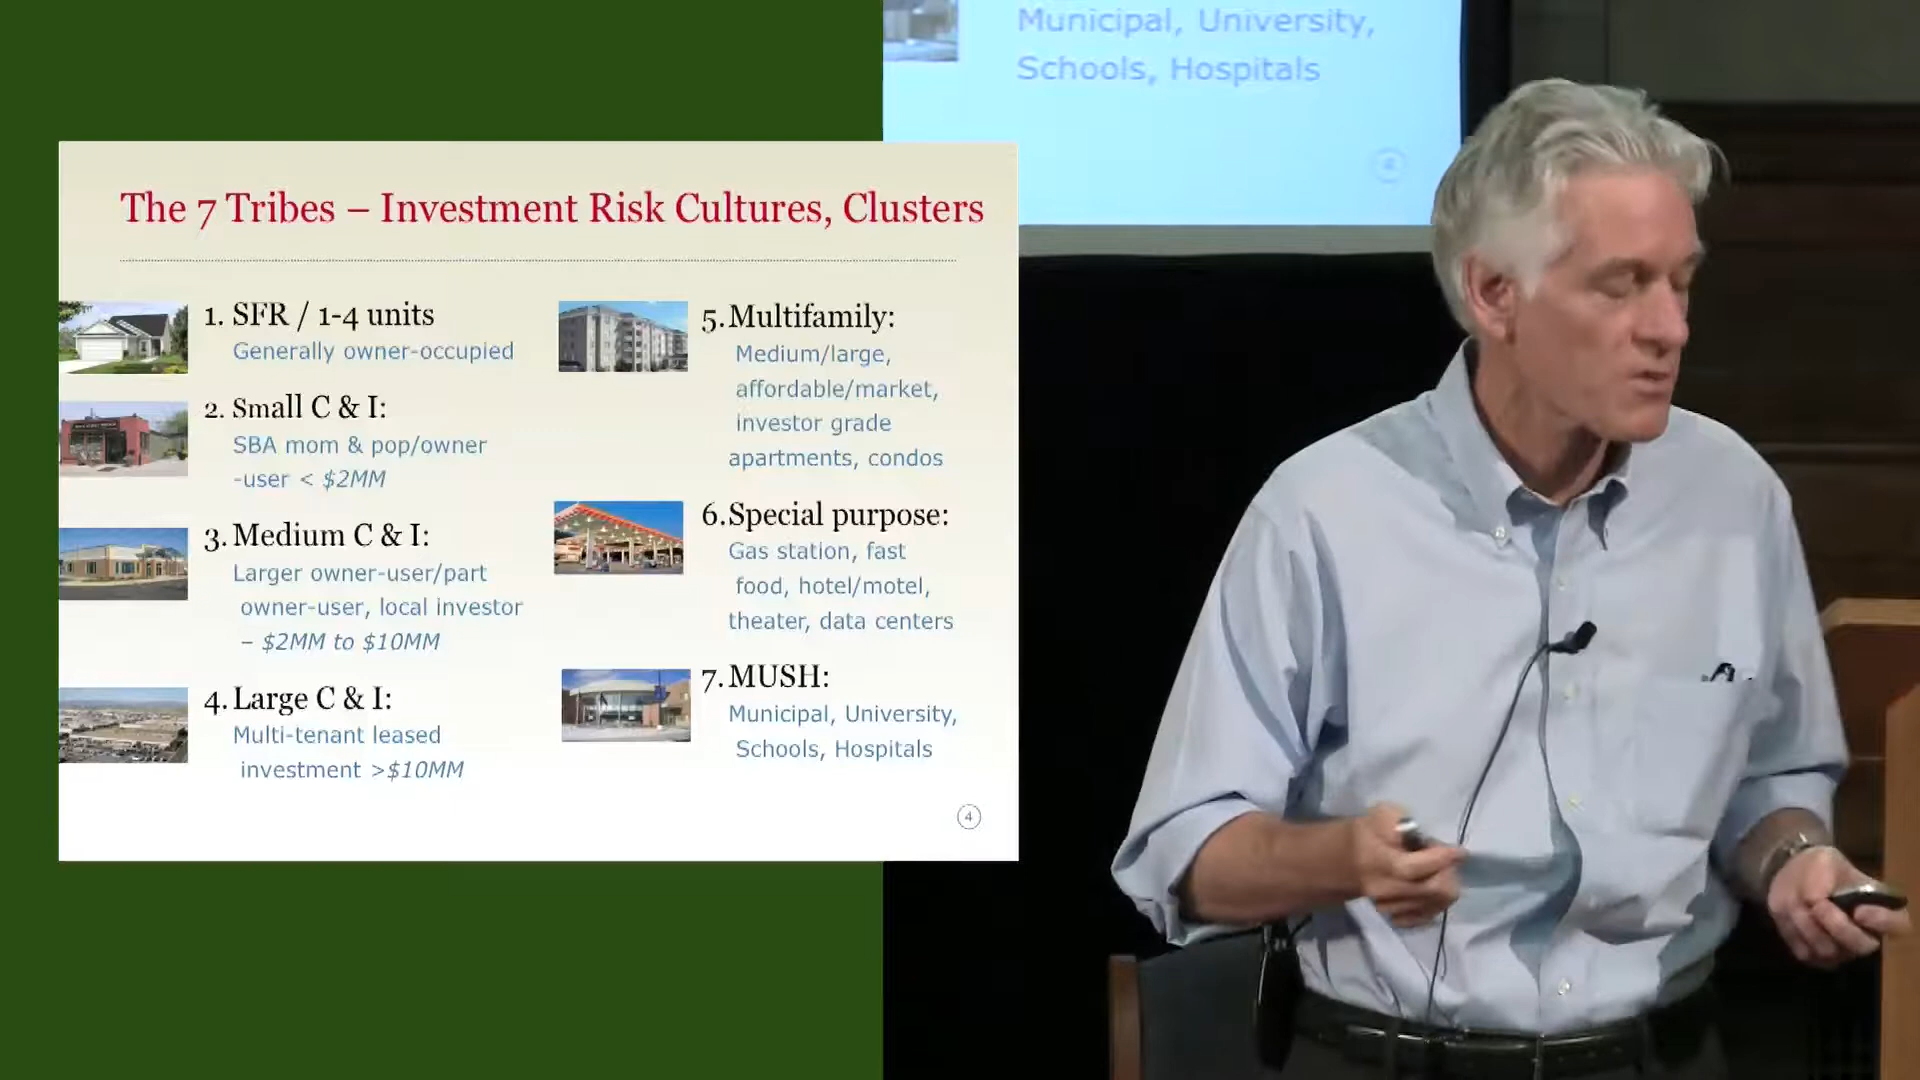 Municipal, University,
Schools, Hospitals
4
The 7 Tribes – Investment Risk Cultures, Clusters
1. SFR / 1-4 units
Generally owner-occupied
2. Small C & I:
SBA mom & pop/owner
-user < $2MM
3. Medium C & I:
Larger owner-user/part
owner-user, local investor
– $2MM to $10MM
4. Large C & I:
Multi-tenant leased
investment >$10MM
5. Multifamily:
Medium/large,
affordable/market,
investor grade
apartments, condos
6. Special purpose:
Gas station, fast
food, hotel/motel,
theater, data centers
7. MUSH:
Municipal, University,
Schools, Hospitals
4